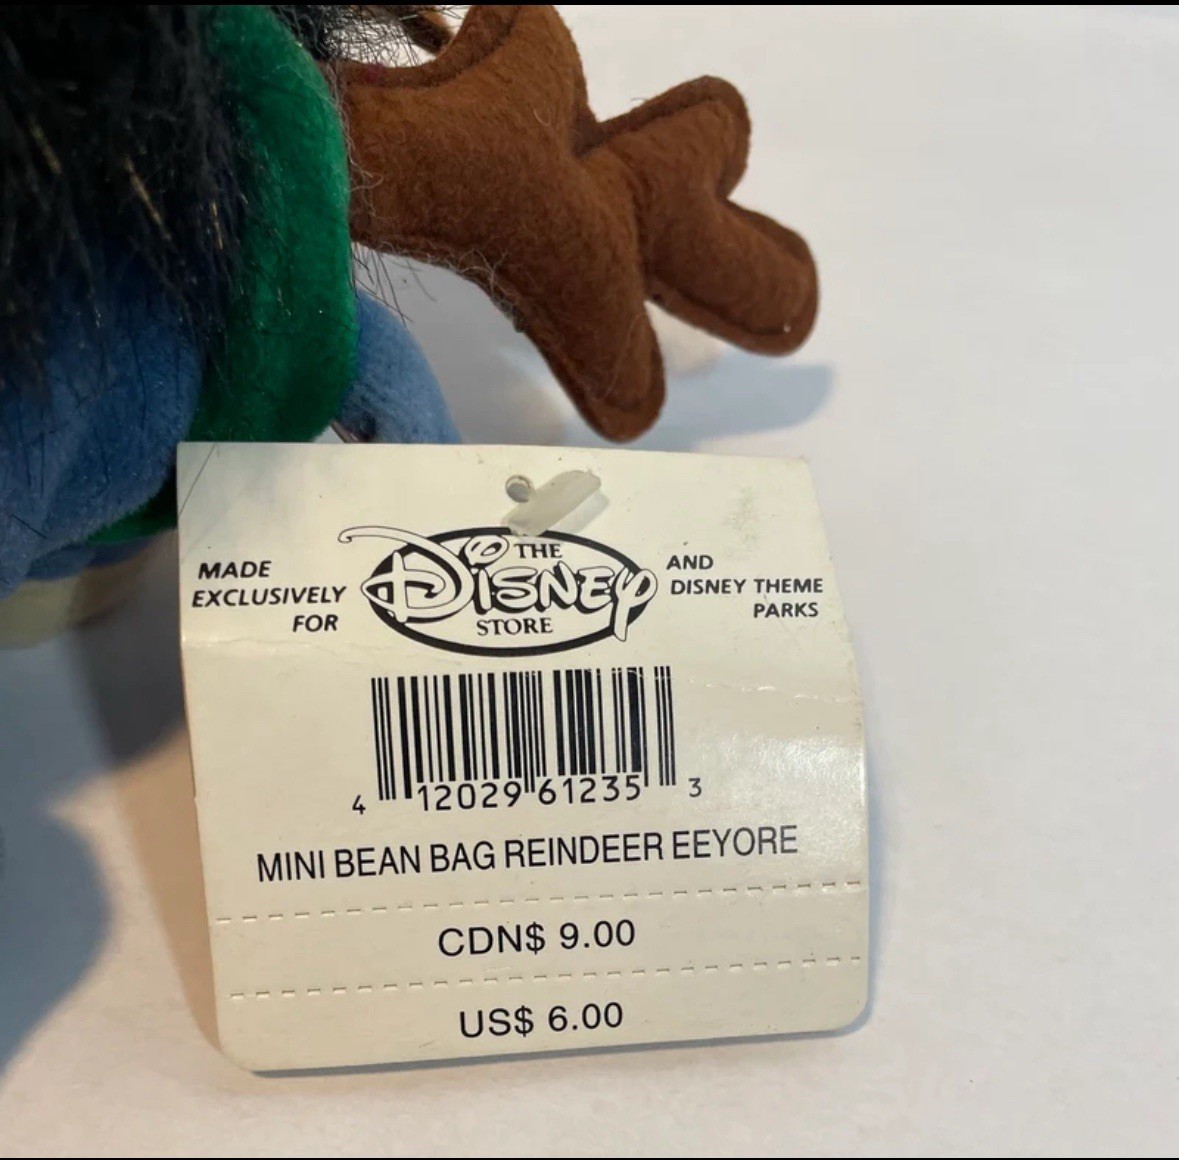 MADE
EXCLUSIVELY
FOR
THE
DISNEY
STORE
AND
DISNEY THEME
PARKS
4 12029 61235 3
MINI BEAN BAG REINDEER EEYORE
CDN$ 9.00
US$ 6.00